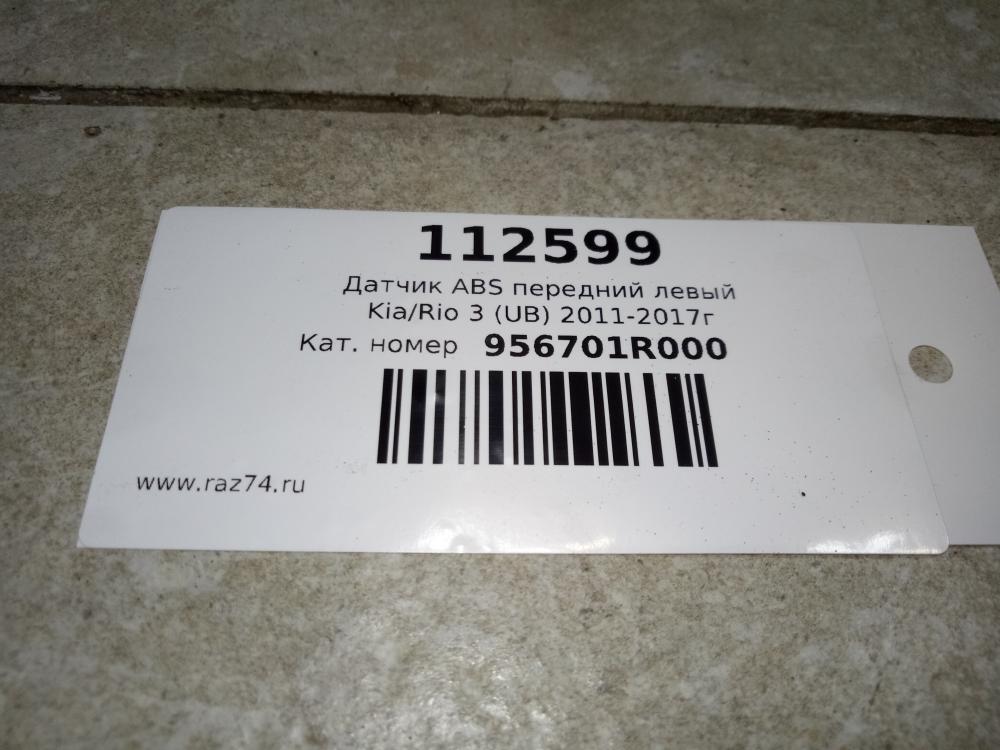 112599
Датчик ABS передний левый
Kia/Rio 3 (UB) 2011-2017г
Кат. номер 956701R000
www.raz74.ru